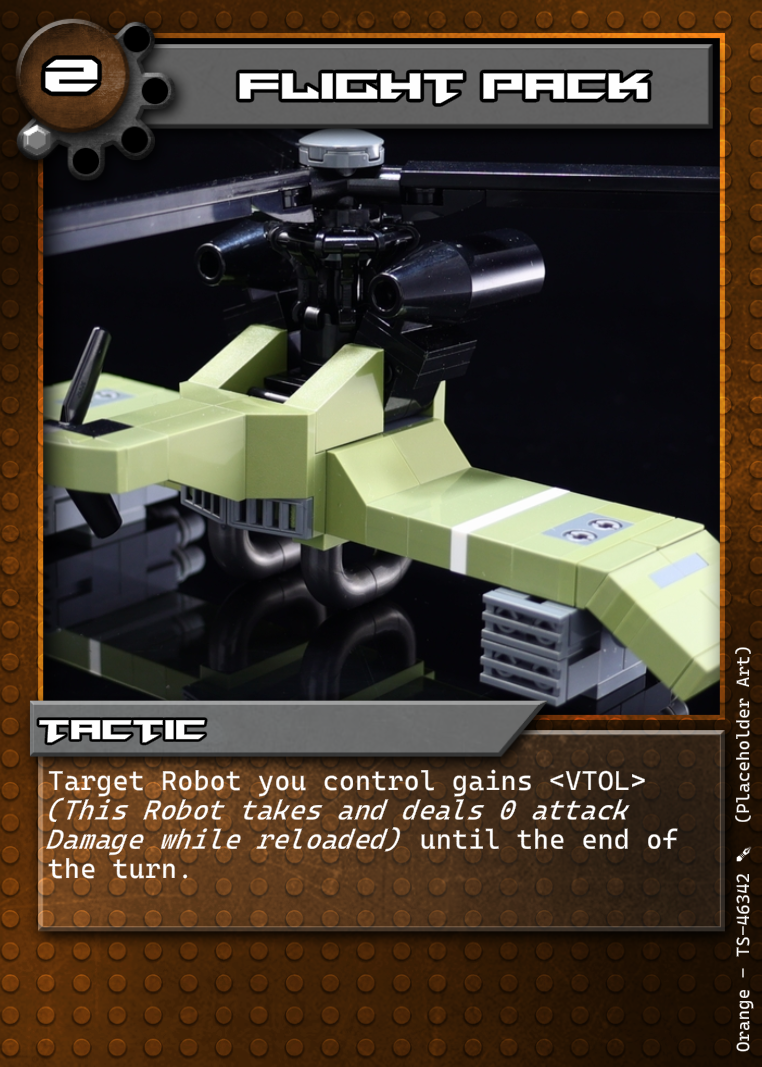 2
FLIGHT PACK
TACTIC
Target Robot you control gains <VTOL>
(This Robot takes and deals 0 attack
Damage while reloaded) until the end of
the turn.
Orange - TS-46342 ✒ (Placeholder Art)